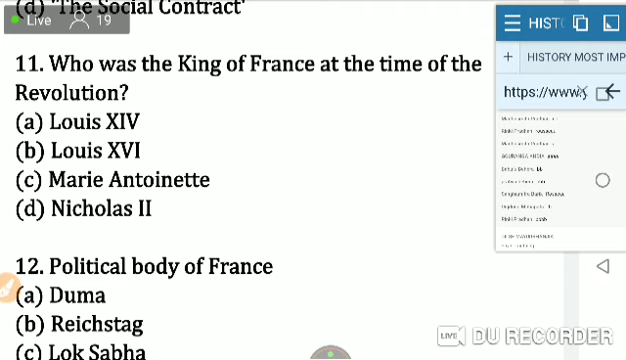 (d) "The Social Contract"
Live 19
11. Who was the King of France at the time of the
Revolution?
(a) Louis XIV
(b) Louis XVI
(c) Marie Antoinette
(d) Nicholas II
12. Political body of France
(a) Duma
(b) Reichstag
(c) Lok Sabha
HIST
+ HISTORY MOST IMP
https://www.y
LIVE DU RECORDER